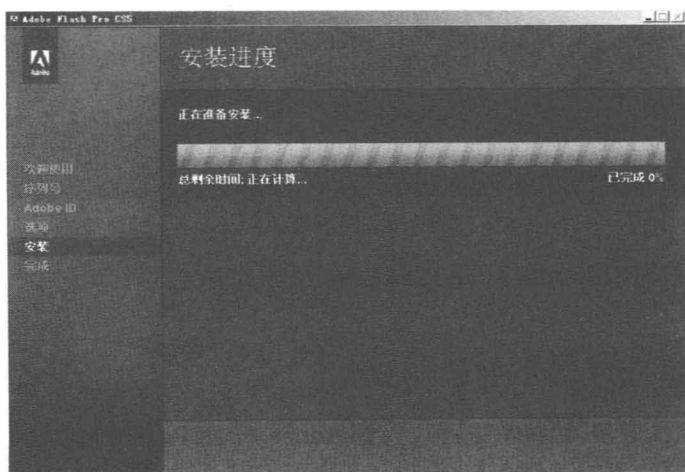 Adobe Flash Pro CS5
Adobe
安装进度
正在准备安装...
总剩余时间: 正在计算...
已完成 0%
欢迎使用
序列号
Adobe ID
选项
安装
完成